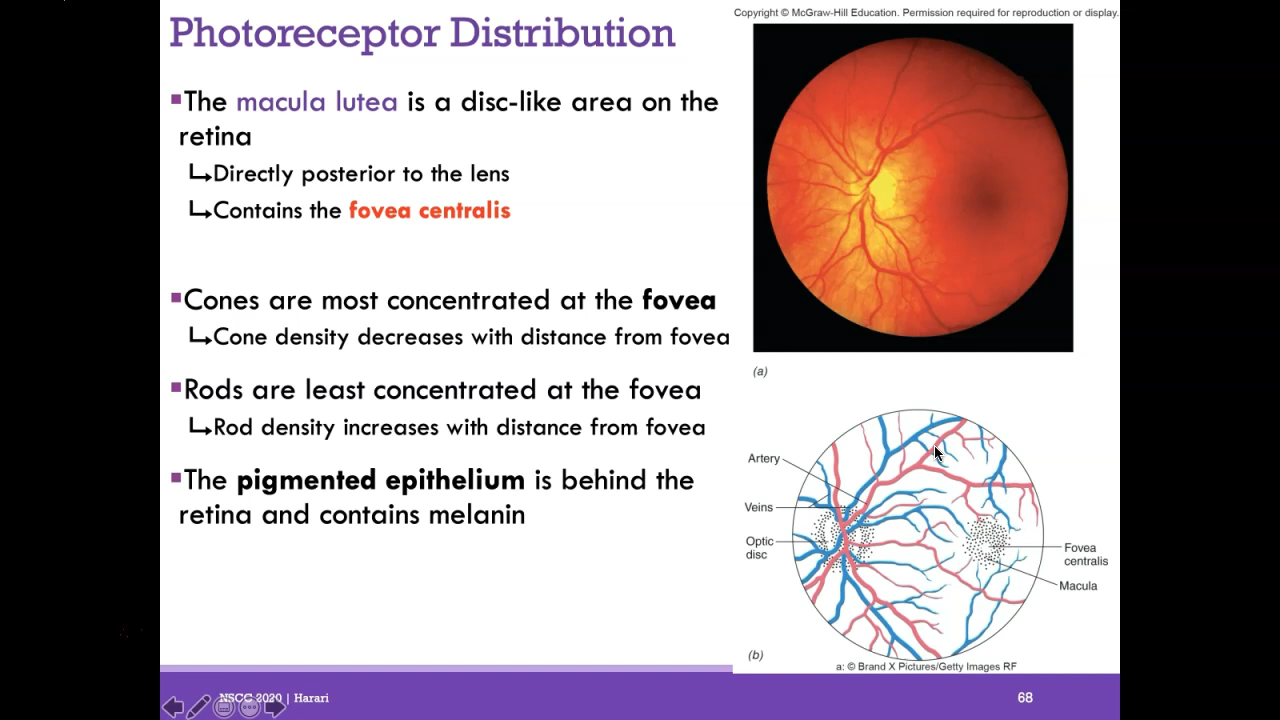 Copyright © McGraw-Hill Education. Permission required for reproduction or display.
Photoreceptor Distribution
▪The macula lutea is a disc-like area on the
retina
↳Directly posterior to the lens
↳Contains the fovea centralis
▪Cones are most concentrated at the fovea
↳Cone density decreases with distance from fovea
▪Rods are least concentrated at the fovea
↳Rod density increases with distance from fovea
▪The pigmented epithelium is behind the
retina and contains melanin
(a)
Artery
Veins
Optic
disc
Fovea
centralis
Macula
(b)
a: © Brand X Pictures/Getty Images RF
NSCC 2020 | Harari
68